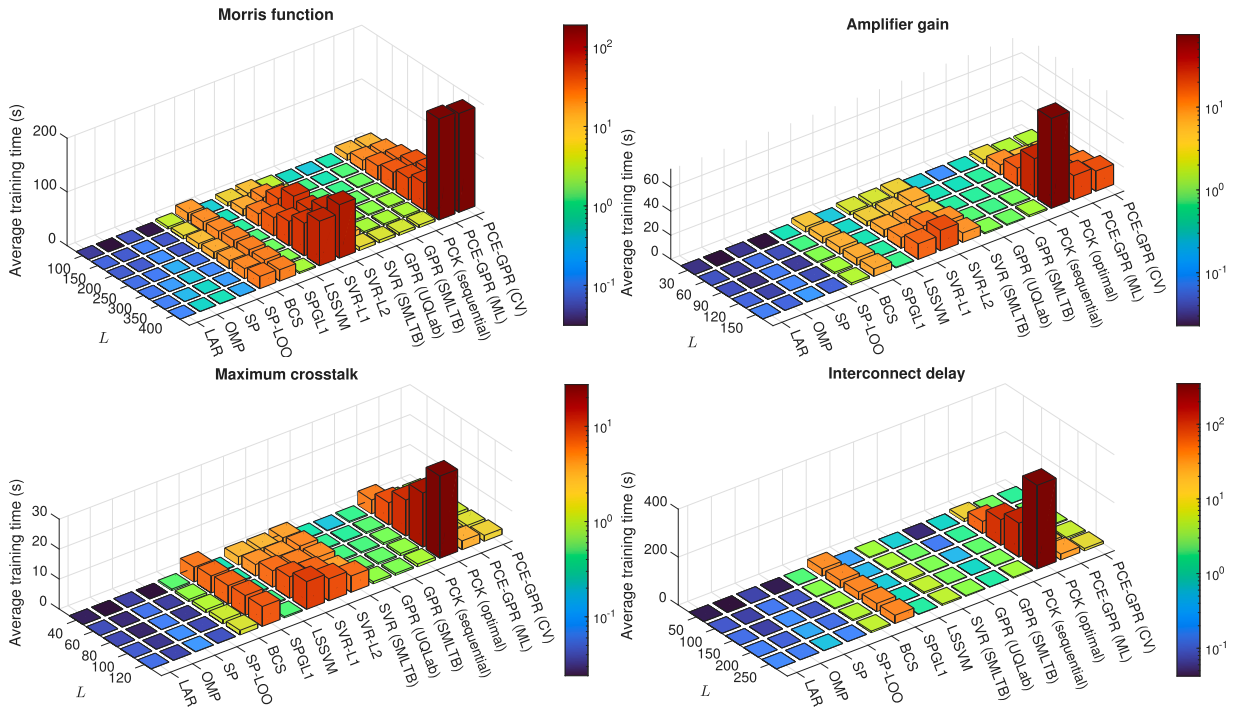 Morris function
Average training time (s)
200
100
0
100
150
200
250
300
350
400
L
LAR
OMP
SP
SP-LOO
BCS
SPGL1
LSSVM
SVR-L1
SVR-L2
SVR (SMLTB)
GPR (SMLTB)
GPR (UQLab)
PCK (sequential)
PCE-GPR (ML)
PCE-GPR (CV)
10^2
10^1
10^0
10^-1
Amplifier gain
Average training time (s)
60
40
20
0
30
60
90
120
150
L
LAR
OMP
SP
SP-LOO
BCS
SPGL1
LSSVM
SVR-L1
SVR-L2
SVR (SMLTB)
GPR (UQLab)
GPR (SMLTB)
PCK (sequential)
PCK (optimal)
PCE-GPR (ML)
PCE-GPR (CV)
10^1
10^0
10^-1
Maximum crosstalk
Average training time (s)
30
20
10
0
40
60
80
100
120
L
LAR
OMP
SP
SP-LOO
BCS
SPGL1
LSSVM
SVR-L1
SVR-L2
SVR (SMLTB)
GPR (UQLab)
GPR (SMLTB)
PCK (sequential)
PCK (optimal)
PCE-GPR (ML)
PCE-GPR (CV)
10^1
10^0
10^-1
Interconnect delay
Average training time (s)
400
200
0
50
100
150
200
250
L
LAR
OMP
SP
SP-LOO
BCS
SPGL1
LSSVM
SVR (SMLTB)
GPR (UQLab)
GPR (SMLTB)
PCK (sequential)
PCK (optimal)
PCE-GPR (ML)
PCE-GPR (CV)
10^2
10^1
10^0
10^-1